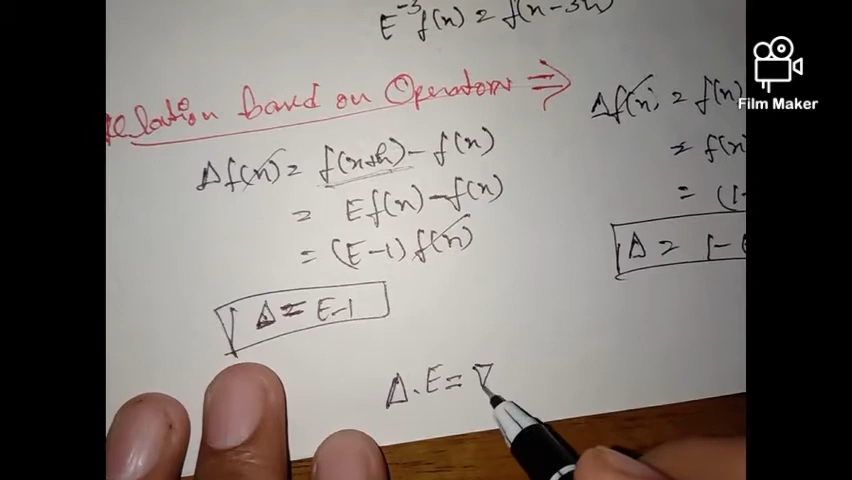 E⁻³f(n) = f(n-3h)
Relation based on Operators ⇒
Δf(n) = f(n+h) - f(n)
= Ef(n) - f(n)
= (E-1) f(n)
Δ = E-1
Δf(n) = f(n)
= f(n)
= (1-
Δ = 1-
Δ.E = ∇
Film Maker